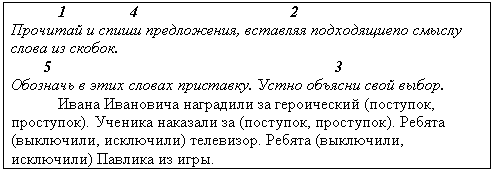 1 4 2
Прочитай и спиши предложения, вставляя подходящиепо смыслу
слова из скобок.
5 3
Обозначь в этих словах приставку. Устно объясни свой выбор.
Ивана Ивановича наградили за героический (поступок,
проступок). Ученика наказали за (поступок, проступок). Ребята
(выключили, исключили) телевизор. Ребята (выключили,
исключили) Павлика из игры.